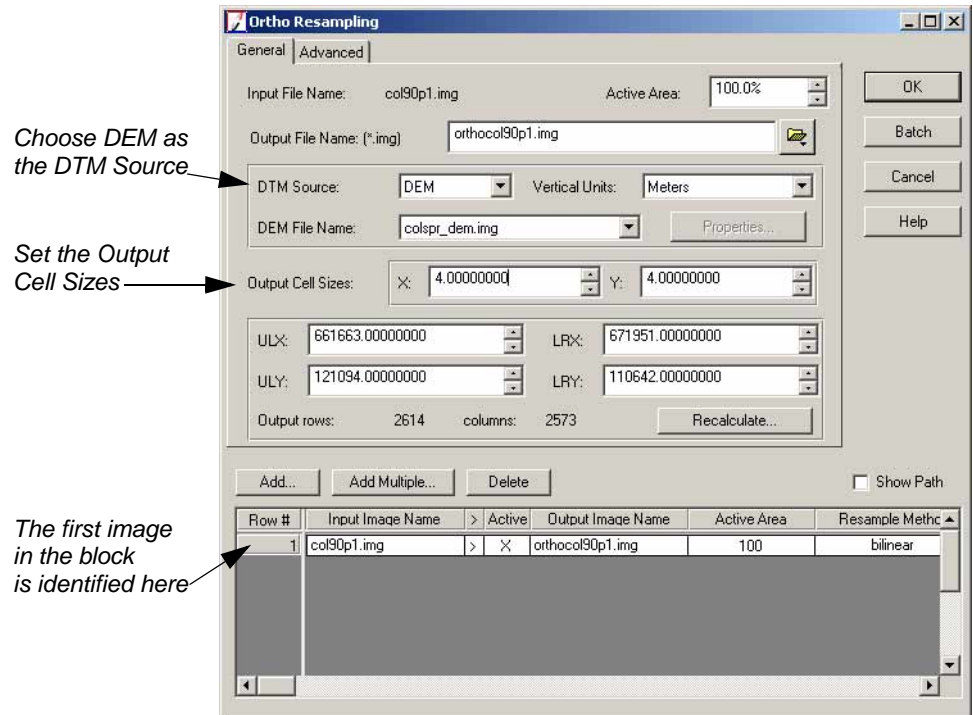 Ortho Resampling
General Advanced
Input File Name: col90p1.img Active Area: 100.0% OK
Output File Name: (*.img) orthocol90p1.img Batch
Choose DEM as
the DTM Source
DTM Source: DEM Vertical Units: Meters Cancel
DEM File Name: colspr_dem.img Properties... Help
Set the Output
Cell Sizes
Output Cell Sizes: X: 4.00000000 Y: 4.00000000
ULX: 661663.00000000 LRX: 671951.00000000
ULY: 121094.00000000 LRY: 110642.00000000
Output rows: 2614 columns: 2573 Recalculate...
Add... Add Multiple... Delete Show Path
Row # Input Image Name > Active Output Image Name Active Area Resample Metho
1 col90p1.img > X orthocol90p1.img 100 bilinear
The first image
in the block
is identified here